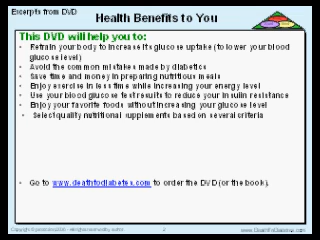 Excerpts from DVD
Health Benefits to You
This DVD will help you to:
• Retrain your body to increase its glucose uptake (to lower your blood
glucose level)
• Avoid the common mistakes made by diabetics
• Save time and money in preparing nutritious meals
• Enjoy exercise in less time while increasing your energy level
• Use your blood glucose test results to reduce your insulin resistance
• Enjoy your favorite foods without increasing your glucose level
• Select quality nutritional supplements based on several criteria
• Go to www.deathtodiabetes.com to order the DVD (or the book).
2
www.DeathToDiabetes.com